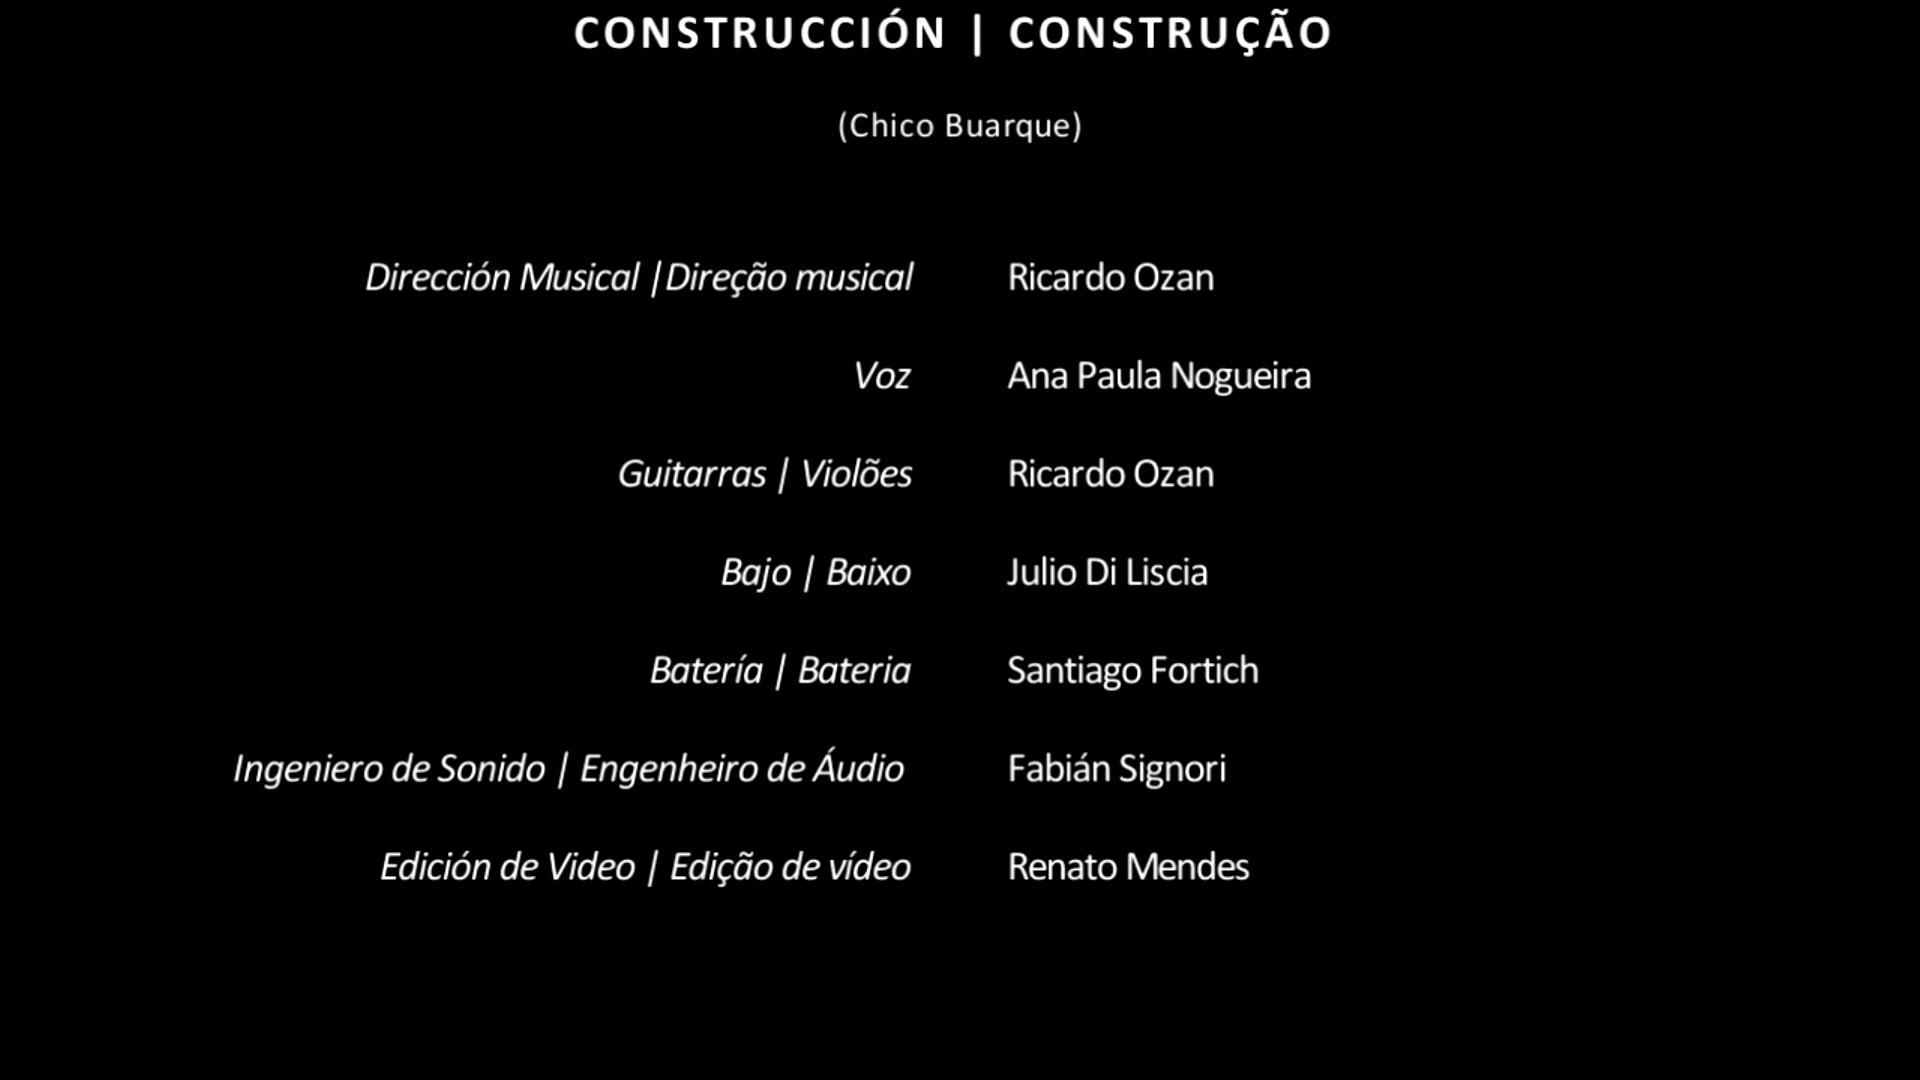 CONSTRUCCIÓN | CONSTRUÇÃO
(Chico Buarque)
Dirección Musical |Direção musical Ricardo Ozan
Voz Ana Paula Nogueira
Guitarras | Violões Ricardo Ozan
Bajo | Baixo Julio Di Liscia
Batería | Bateria Santiago Fortich
Ingeniero de Sonido | Engenheiro de Áudio Fabián Signori
Edición de Video | Edição de vídeo Renato Mendes